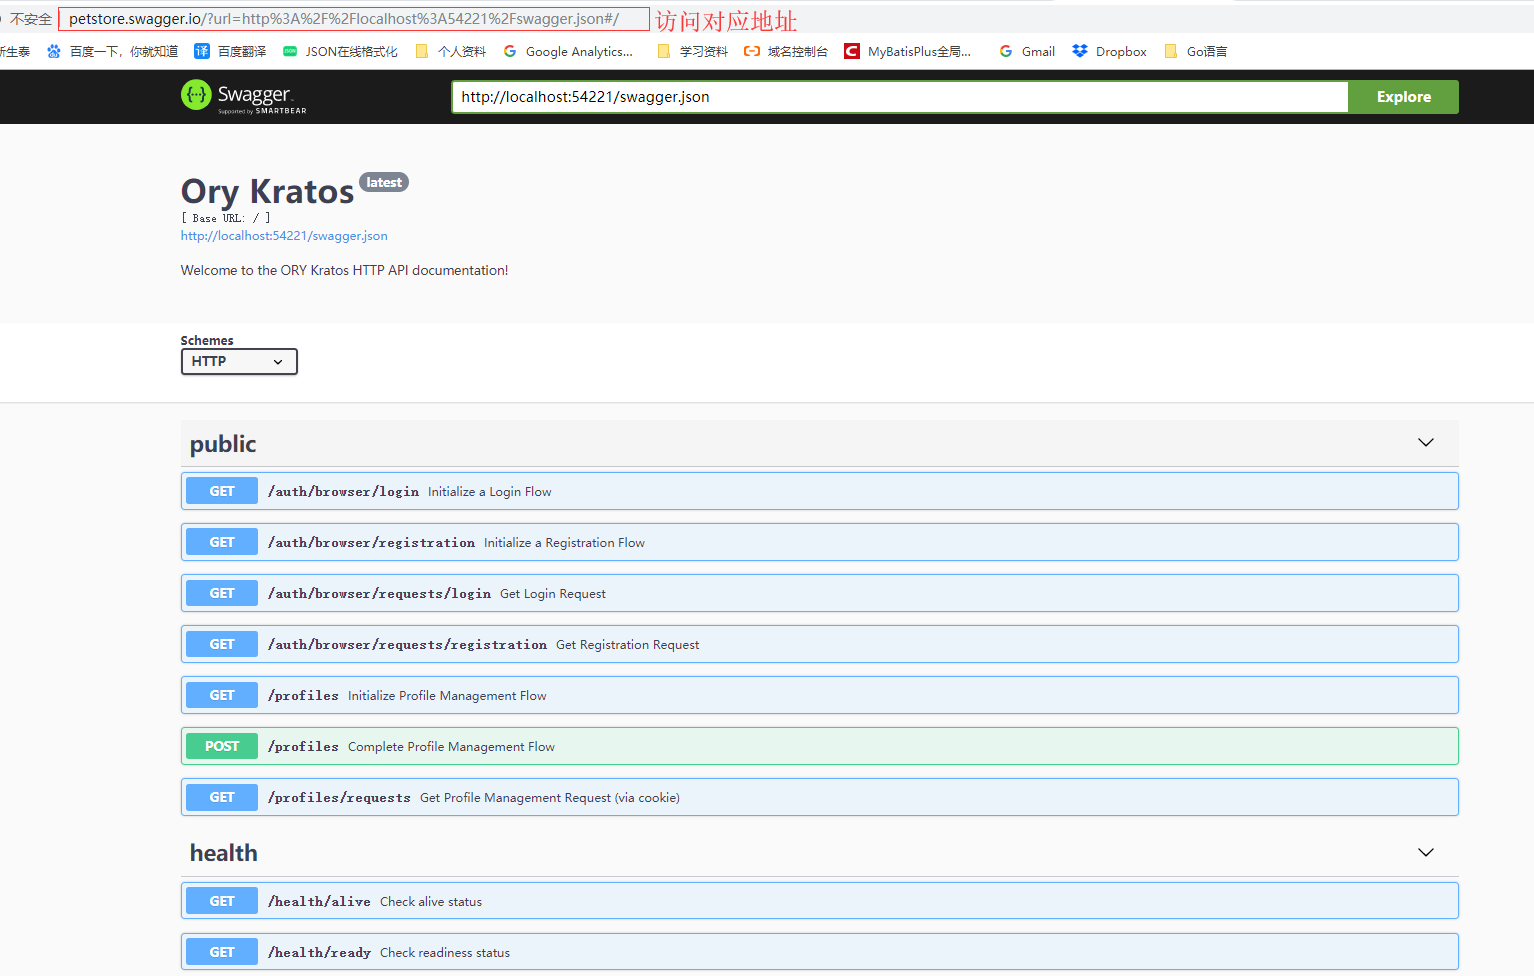 不安全 petstore.swagger.io/?url=http%3A%2F%2Flocalhost%3A54221%2Fswagger.json#/ 访问对应地址
新生泰 百度一下，你就知道 译 百度翻译 JSON JSON在线格式化 个人资料 Google Analytics... 学习资料 域名控制台 MyBatisPlus全局... Gmail Dropbox Go语言
Swagger
Supported by SMARTBEAR
http://localhost:54221/swagger.json Explore
Ory Kratos latest
[ Base URL: / ]
http://localhost:54221/swagger.json
Welcome to the ORY Kratos HTTP API documentation!
Schemes
HTTP
public
GET /auth/browser/login Initialize a Login Flow
GET /auth/browser/registration Initialize a Registration Flow
GET /auth/browser/requests/login Get Login Request
GET /auth/browser/requests/registration Get Registration Request
GET /profiles Initialize Profile Management Flow
POST /profiles Complete Profile Management Flow
GET /profiles/requests Get Profile Management Request (via cookie)
health
GET /health/alive Check alive status
GET /health/ready Check readiness status